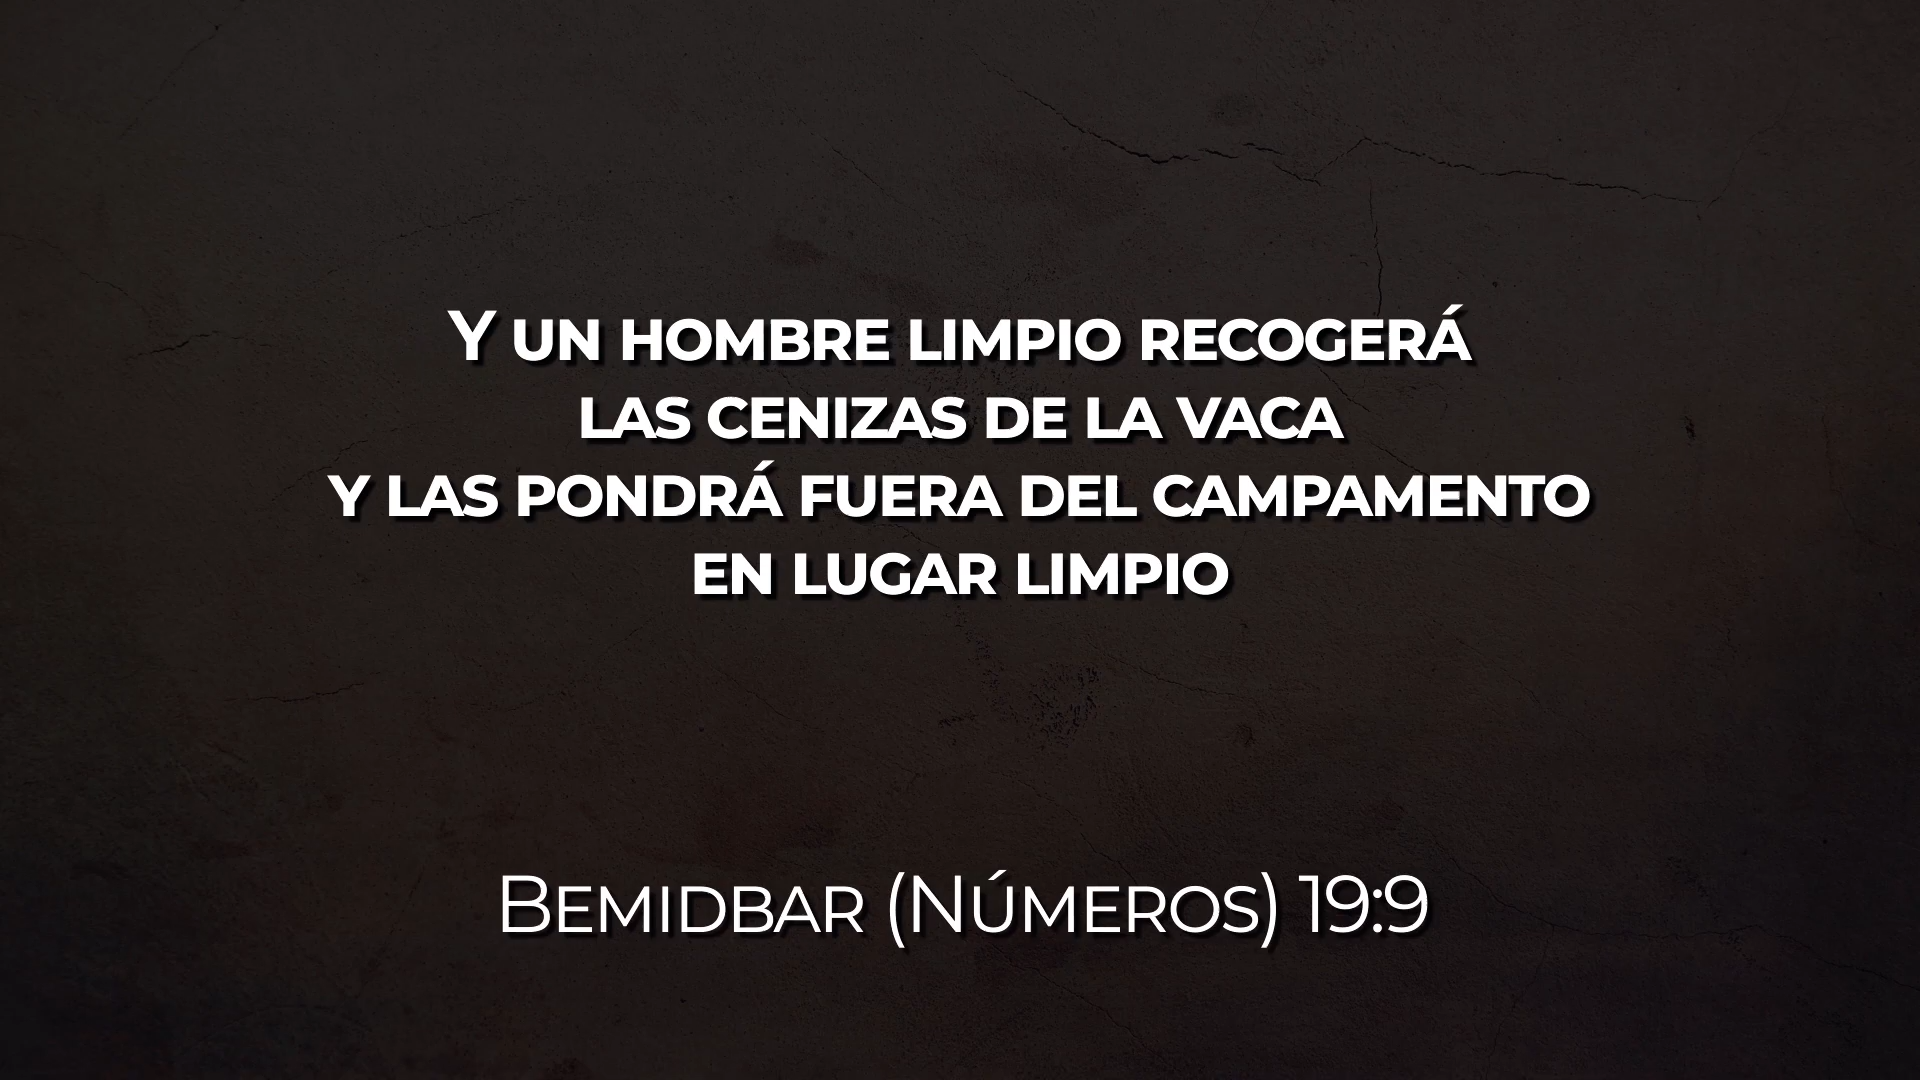 Y UN HOMBRE LIMPIO RECOGERÁ
LAS CENIZAS DE LA VACA
Y LAS PONDRÁ FUERA DEL CAMPAMENTO
EN LUGAR LIMPIO
BEMIDBAR (NÚMEROS) 19:9